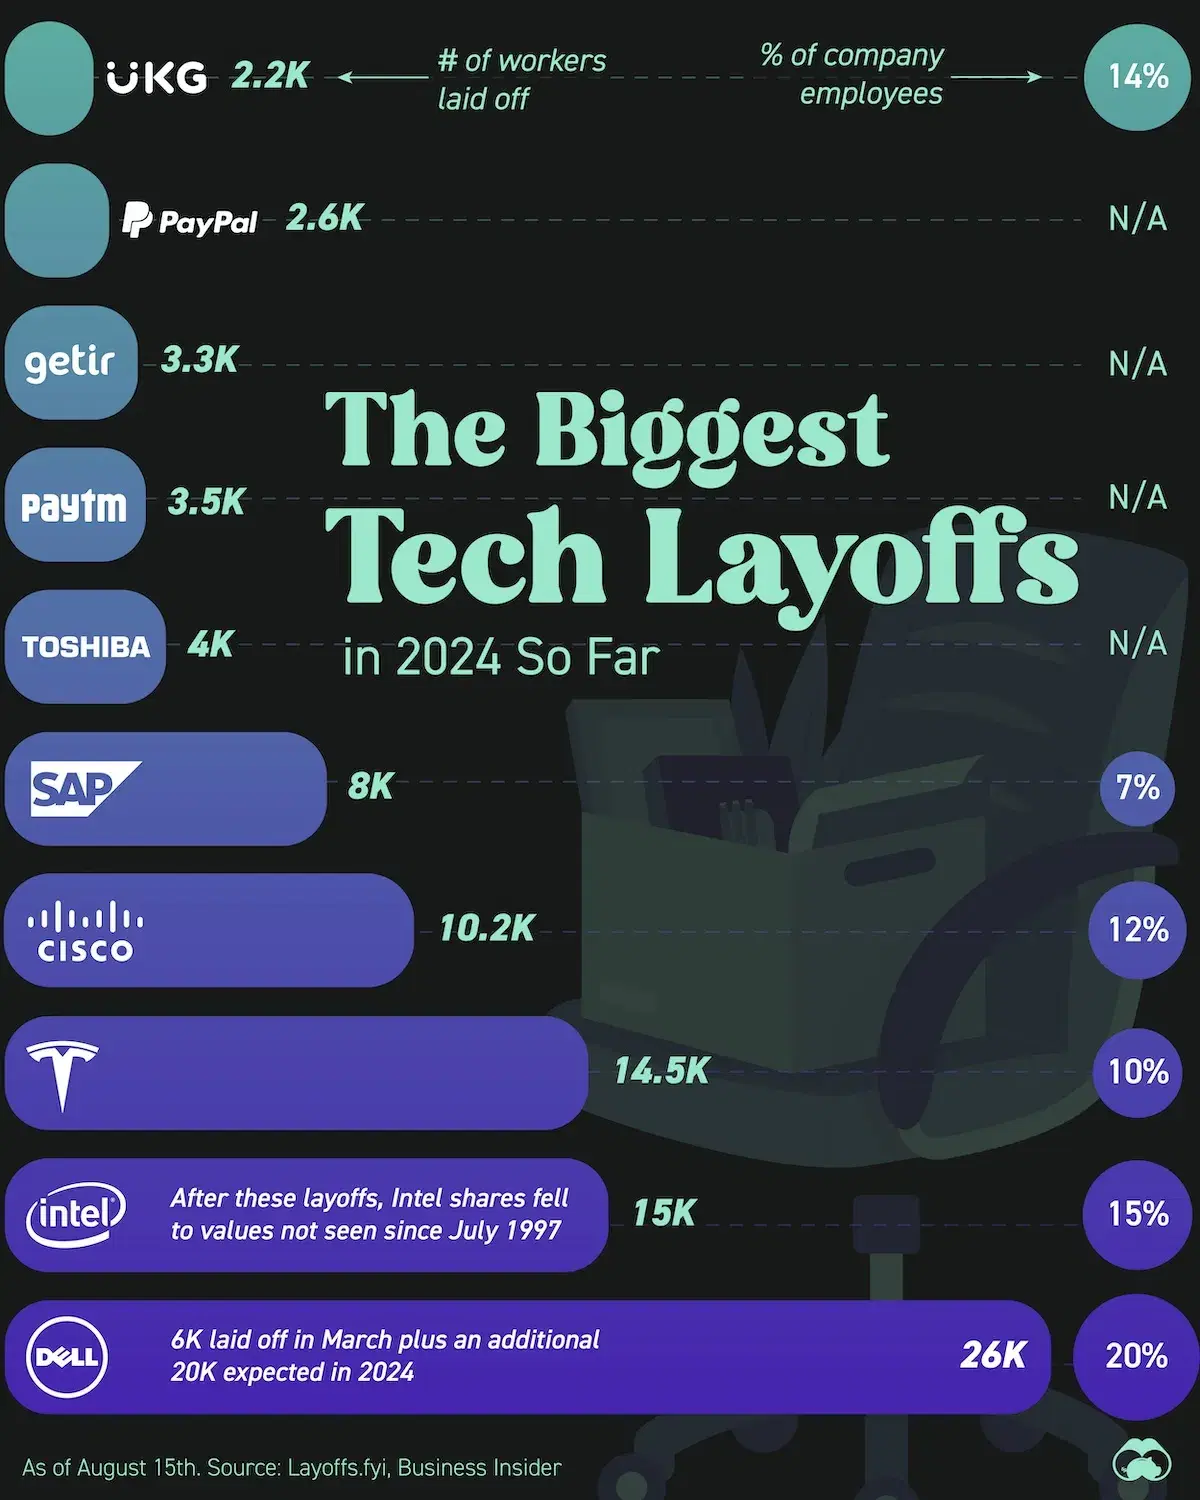 UKG 2.2K # of workers laid off % of company employees 14%
PayPal 2.6K N/A
getir 3.3K N/A
The Biggest
paytm 3.5K N/A
Tech Layoffs
TOSHIBA 4K N/A
in 2024 So Far
SAP 8K 7%
CISCO 10.2K 12%
14.5K 10%
intel After these layoffs, Intel shares fell
to values not seen since July 1997
15K 15%
DELL 6K laid off in March plus an additional
20K expected in 2024
26K 20%
As of August 15th. Source: Layoffs.fyi, Business Insider